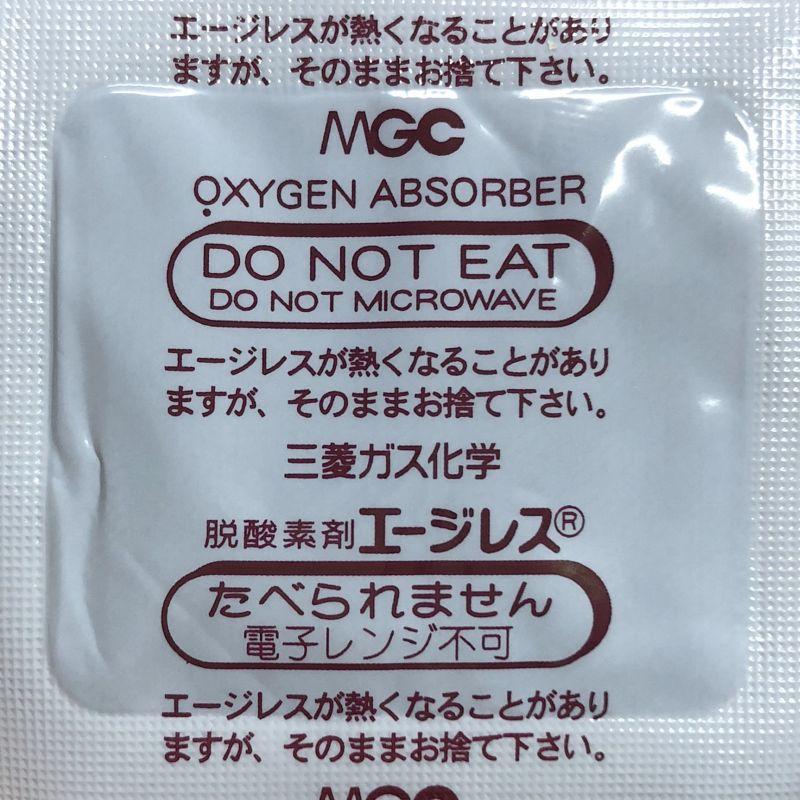 エージレスが熱くなることがあり
ますが、そのままお捨て下さい。
MGC
OXYGEN ABSORBER
DO NOT EAT
DO NOT MICROWAVE
エージレスが熱くなることがあり
ますが、そのままお捨て下さい。
三菱ガス化学
脱酸素剤エージレス®
たべられません
電子レンジ不可
エージレスが熱くなることがあり
ますが、そのままお捨て下さい。
MGC